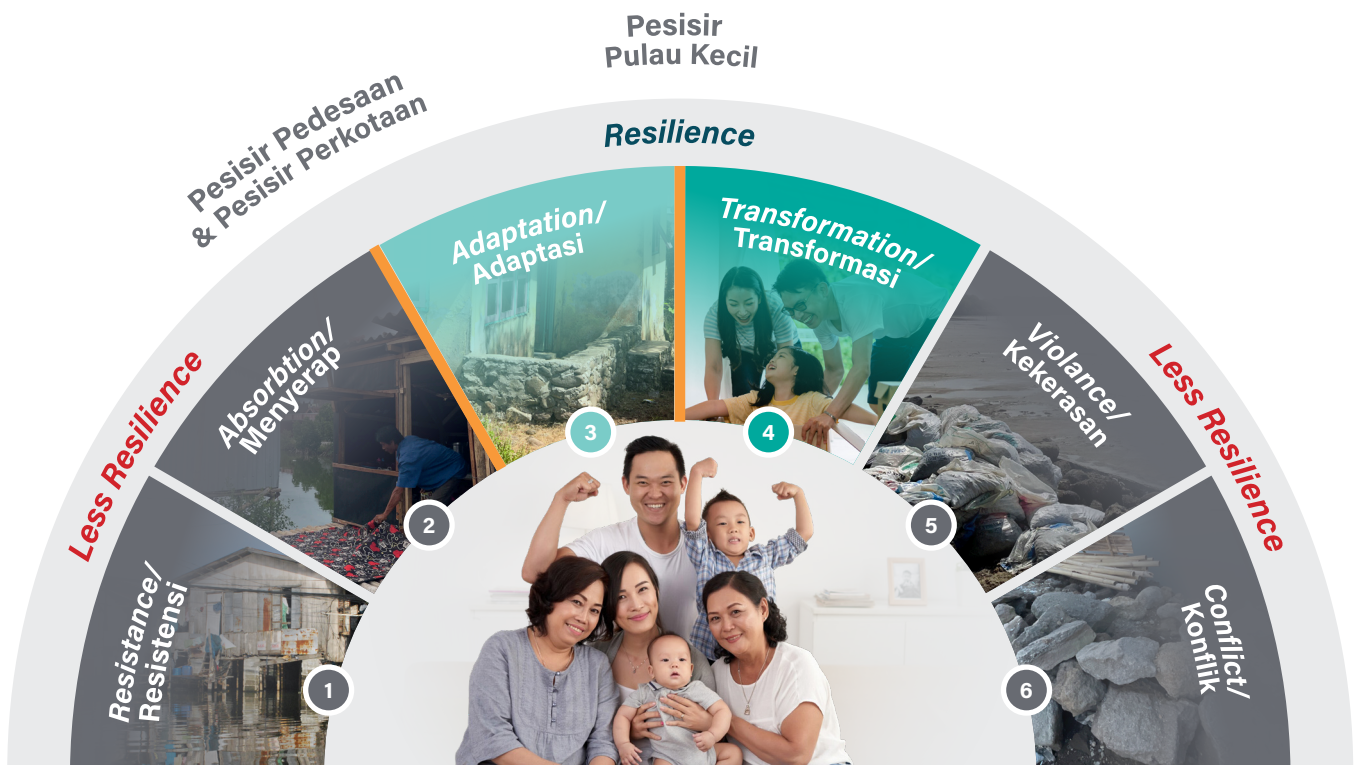 Pesisir
Pulau Kecil
Pesisir Pedesaan
& Pesisir Perkotaan
Resilience
Less Resilience
Less Resilience
Resistance/
Resistensi
1
Absorbtion/
Menyerap
2
Adaptation/
Adaptasi
3
Transformation/
Transformasi
4
Violance/
Kekerasan
5
Conflict/
Konflik
6